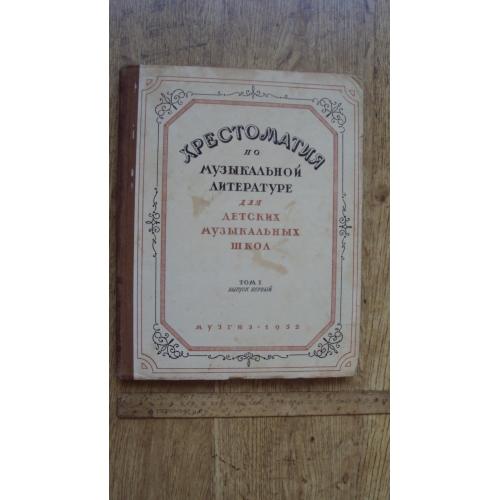 ХРЕСТОМАТИЯ
ПО
МУЗЫКАЛЬНОЙ
ЛИТЕРАТУРЕ
ДЛЯ
ДЕТСКИХ
МУЗЫКАЛЬНЫХ
ШКОЛ
ТОМ I
ВЫПУСК ПЕРВЫЙ
МУЗГИЗ • 1952